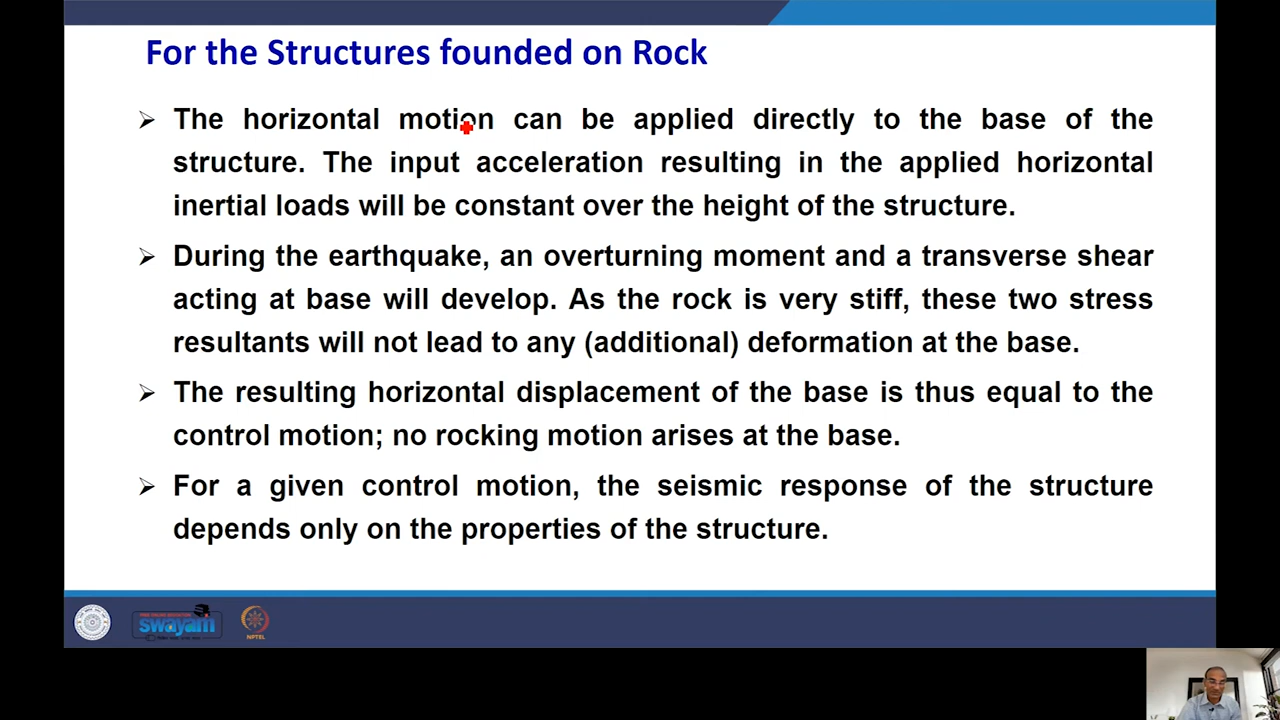 For the Structures founded on Rock
➢ The horizontal motion can be applied directly to the base of the
structure. The input acceleration resulting in the applied horizontal
inertial loads will be constant over the height of the structure.
➢ During the earthquake, an overturning moment and a transverse shear
acting at base will develop. As the rock is very stiff, these two stress
resultants will not lead to any (additional) deformation at the base.
➢ The resulting horizontal displacement of the base is thus equal to the
control motion; no rocking motion arises at the base.
➢ For a given control motion, the seismic response of the structure
depends only on the properties of the structure.
swayam
NPTEL